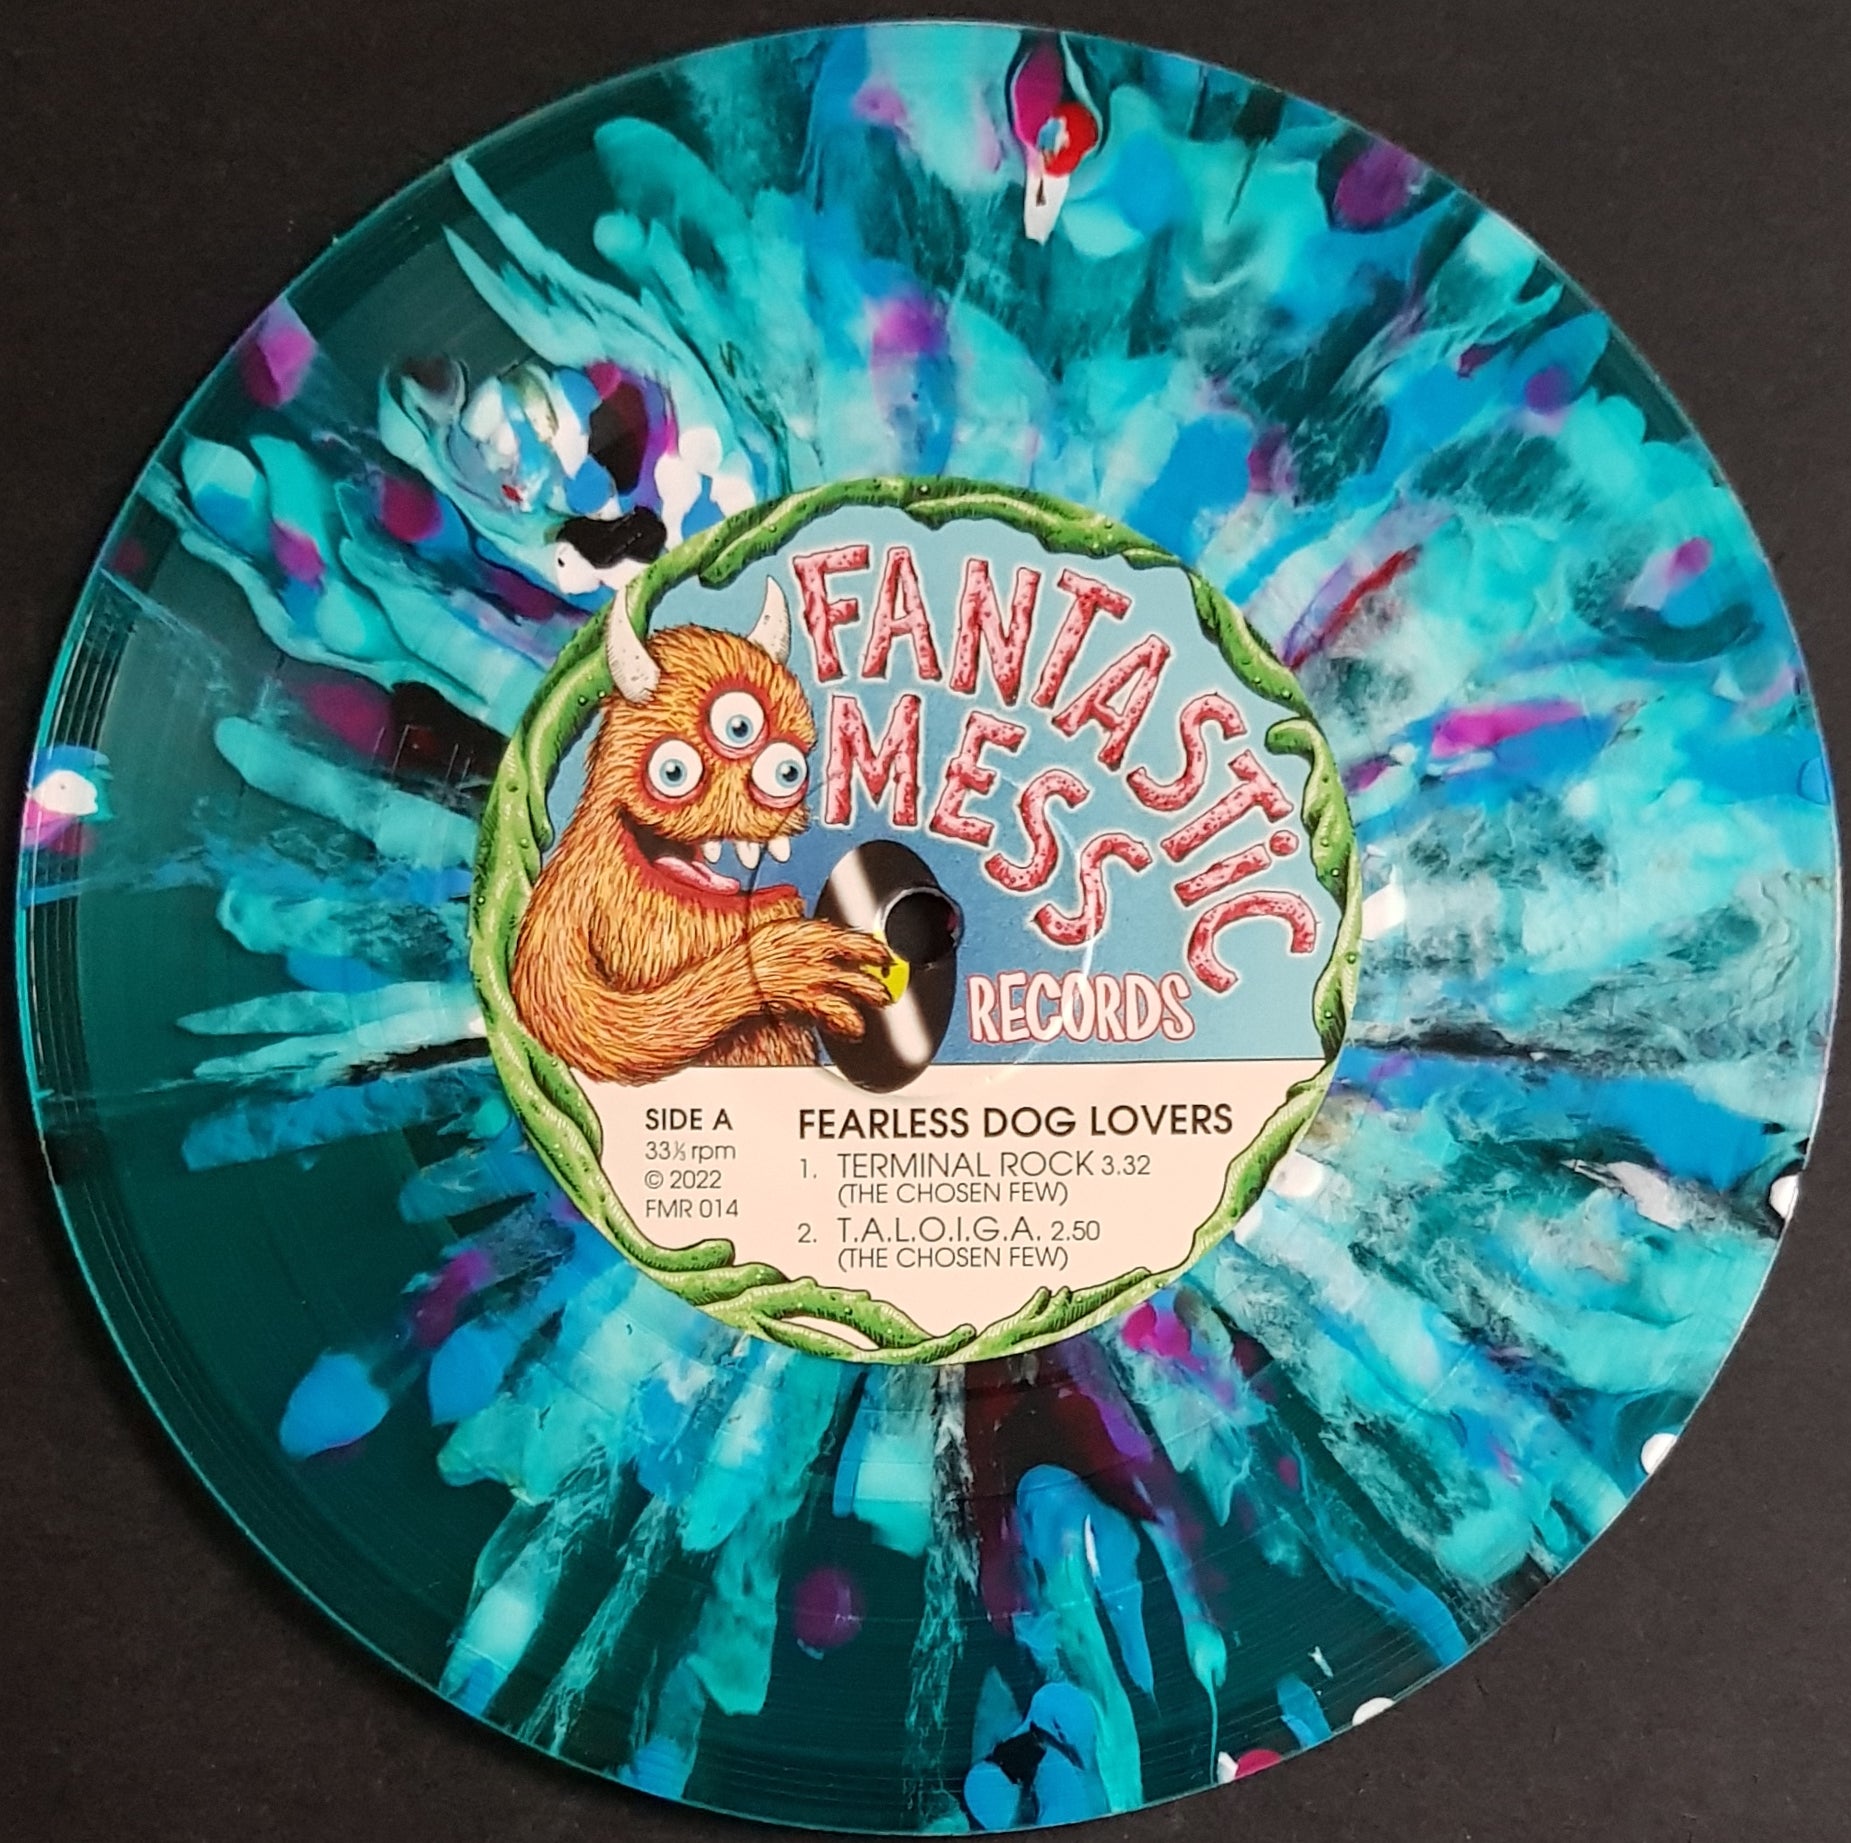 FANTASTiC
MESS
RECORDS
SIDE A
33⅓ rpm
© 2022
FMR 014
FEARLESS DOG LOVERS
1. TERMINAL ROCK 3.32
(THE CHOSEN FEW)
2. T.A.L.O.I.G.A. 2.50
(THE CHOSEN FEW)